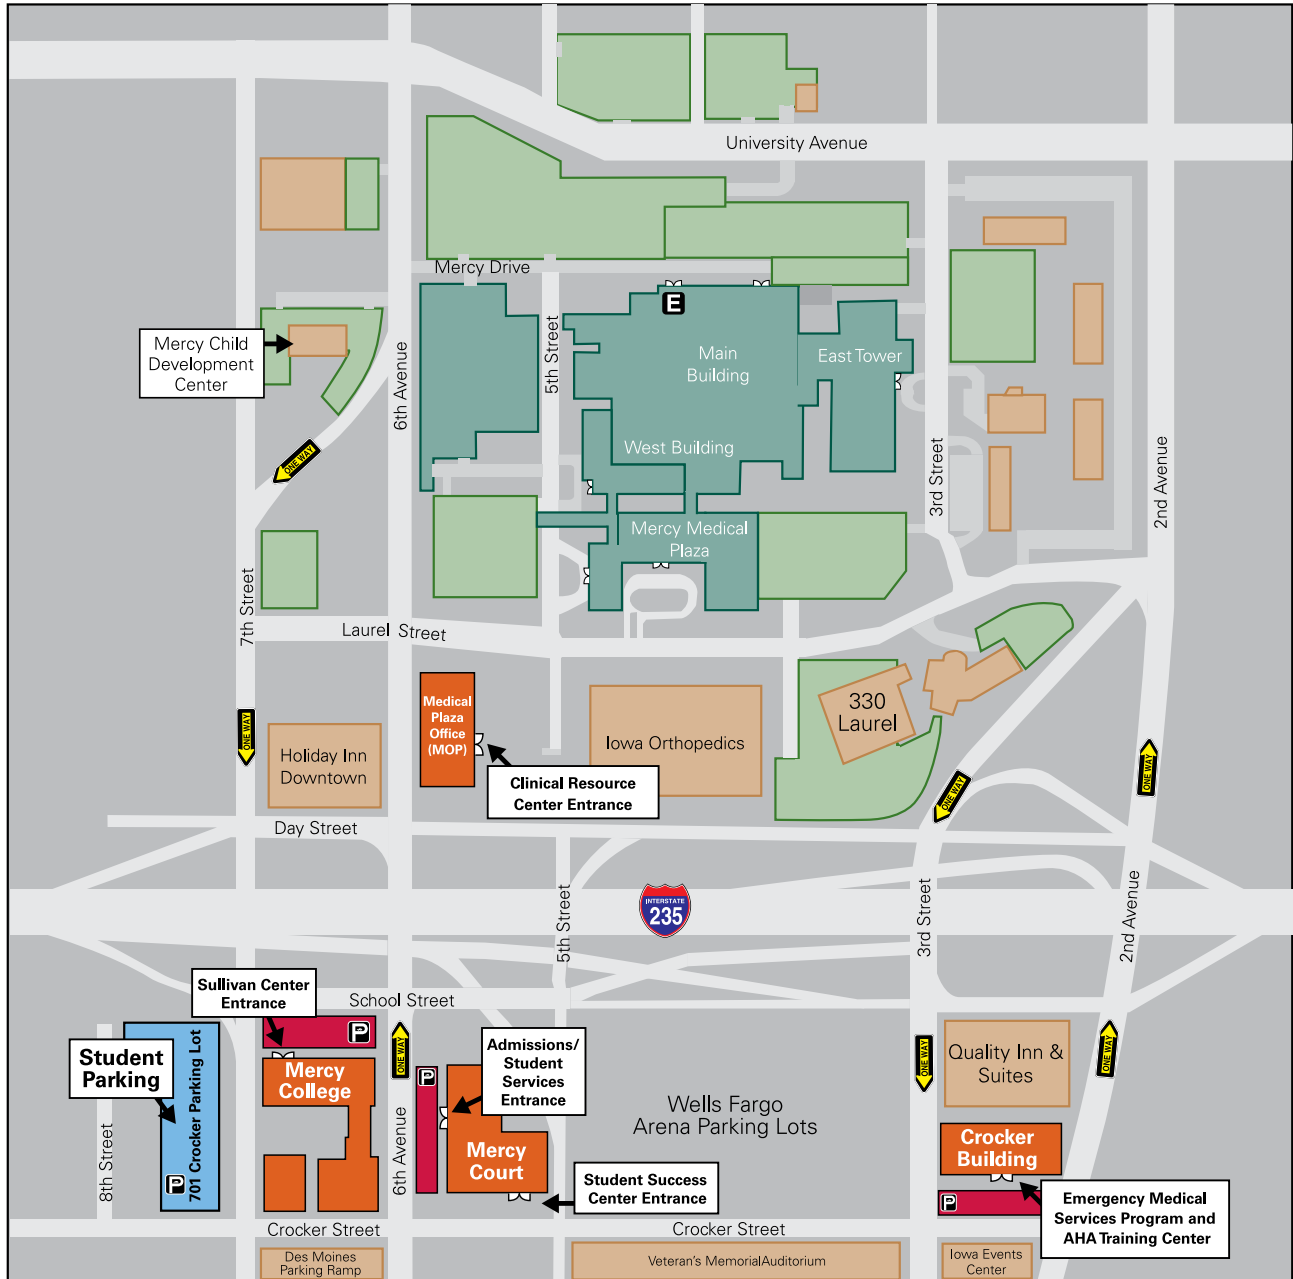 University Avenue
Mercy Drive
Mercy Child
Development
Center
6th Avenue
5th Street
E
Main
Building
East Tower
West Building
Mercy Medical
Plaza
3rd Street
2nd Avenue
ONE WAY
7th Street
Laurel Street
Medical
Plaza
Office
(MOP)
Iowa Orthopedics
330
Laurel
ONE WAY
Holiday Inn
Downtown
Clinical Resource
Center Entrance
ONE WAY
ONE WAY
Day Street
INTERSTATE
235
5th Street
3rd Street
2nd Avenue
Sullivan Center
Entrance
School Street
P
ONE WAY
Admissions/
Student
Services
Entrance
ONE WAY
Quality Inn &
Suites
ONE WAY
Student
Parking
701 Crocker Parking Lot
P
8th Street
Mercy
College
P
6th Avenue
Mercy
Court
Wells Fargo
Arena Parking Lots
Crocker
Building
Student Success
Center Entrance
P
Emergency Medical
Services Program and
AHA Training Center
Crocker Street
Crocker Street
Des Moines
Parking Ramp
Veteran's MemorialAuditorium
Iowa Events
Center